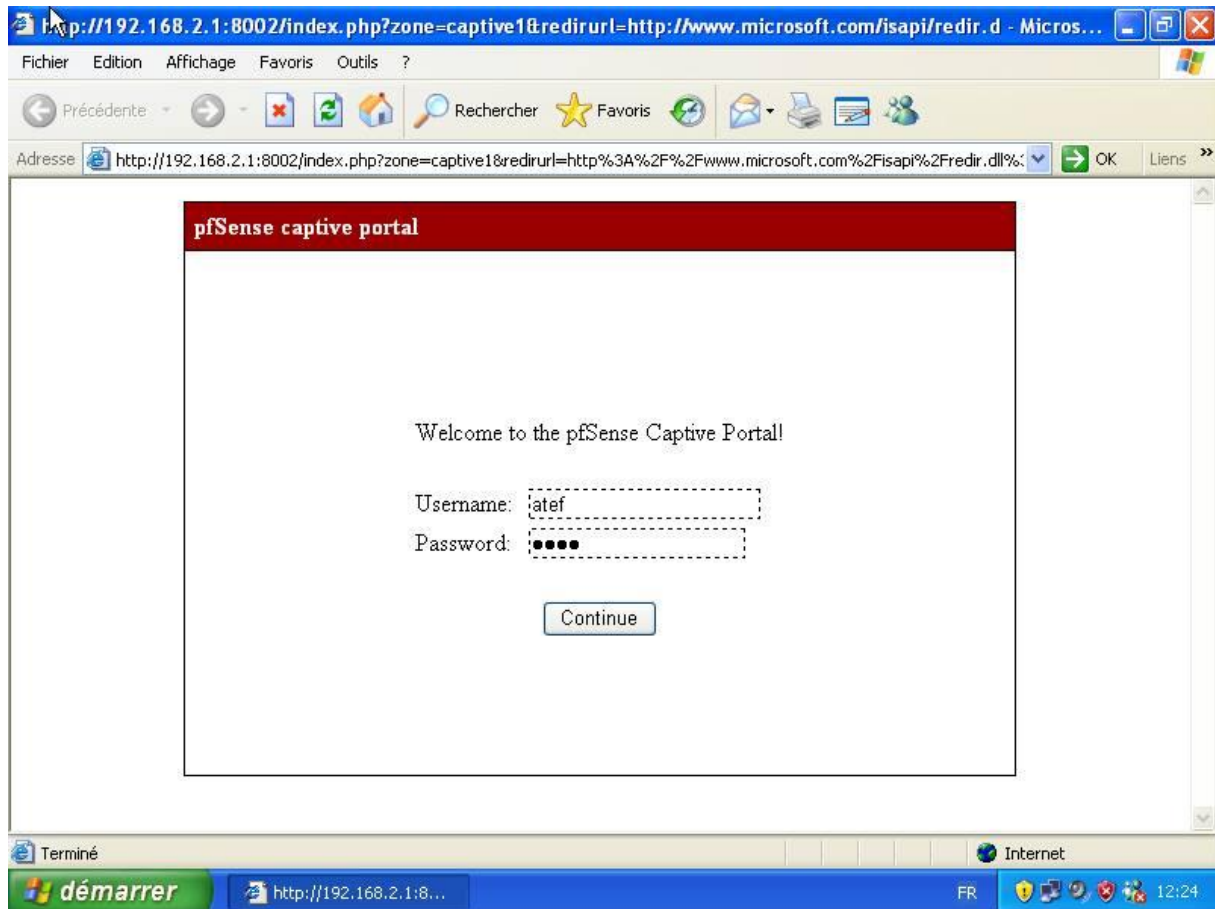 http://192.168.2.1:8002/index.php?zone=captive1&redirurl=http://www.microsoft.com/isapi/redir.d - Micros...
Fichier Edition Affichage Favoris Outils ?
Précédente Rechercher Favoris
Adresse http://192.168.2.1:8002/index.php?zone=captive1&redirurl=http%3A%2F%2Fwww.microsoft.com%2Fisapi%2Fredir.dll%: OK Liens »
pfSense captive portal
Welcome to the pfSense Captive Portal!
Username: atef
Password: ●●●●
Continue
Terminé Internet
démarrer http://192.168.2.1:8... FR 12:24